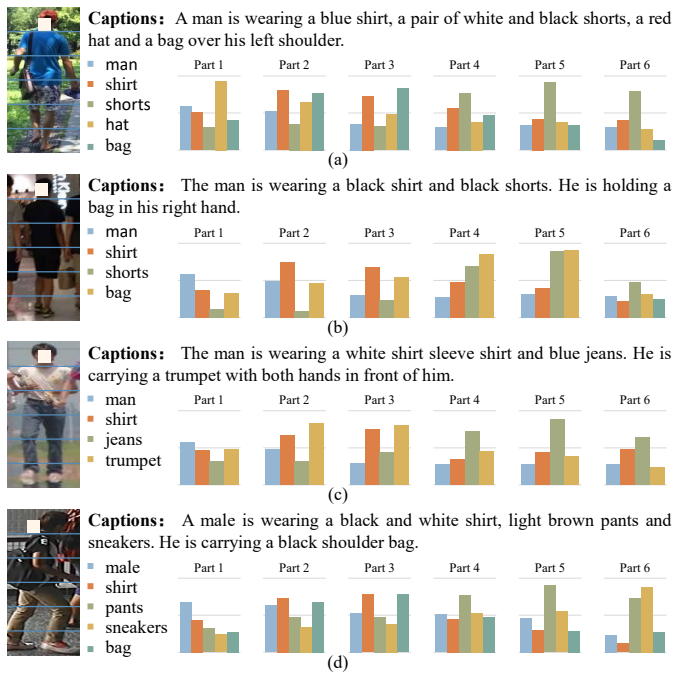 Captions: A man is wearing a blue shirt, a pair of white and black shorts, a red
hat and a bag over his left shoulder.
man
shirt
shorts
hat
bag
Part 1 Part 2 Part 3 Part 4 Part 5 Part 6
(a)
Captions: The man is wearing a black shirt and black shorts. He is holding a
bag in his right hand.
man
shirt
shorts
bag
Part 1 Part 2 Part 3 Part 4 Part 5 Part 6
(b)
Captions: The man is wearing a white shirt sleeve shirt and blue jeans. He is
carrying a trumpet with both hands in front of him.
man
shirt
jeans
trumpet
Part 1 Part 2 Part 3 Part 4 Part 5 Part 6
(c)
Captions: A male is wearing a black and white shirt, light brown pants and
sneakers. He is carrying a black shoulder bag.
male
shirt
pants
sneakers
bag
Part 1 Part 2 Part 3 Part 4 Part 5 Part 6
(d)